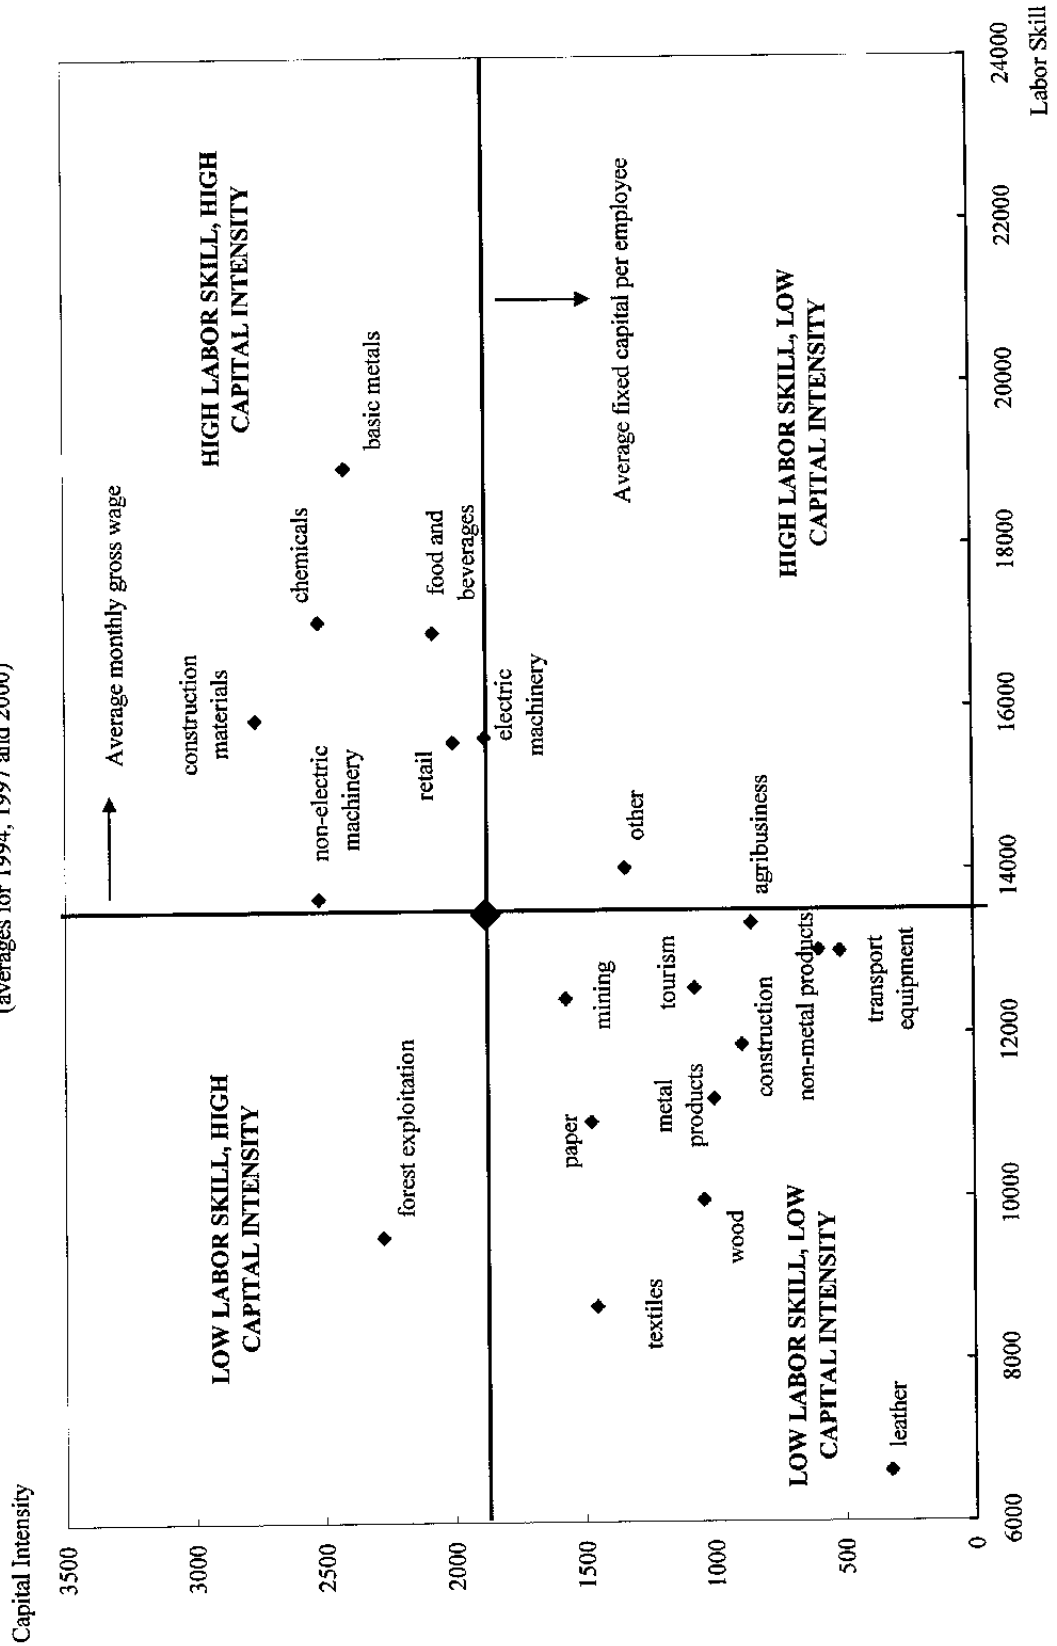 (averages for 1994, 1997 and 2000)
Capital Intensity
3500
3000
2500
2000
1500
1000
500
0
Average monthly gross wage
LOW LABOR SKILL, HIGH
CAPITAL INTENSITY
HIGH LABOR SKILL, HIGH
CAPITAL INTENSITY
construction
materials
non-electric
machinery
chemicals
basic metals
forest exploitation
retail
food and
beverages
electric
machinery
Average fixed capital per employee
paper
mining
textiles
other
metal
products
tourism
wood
construction
agribusiness
LOW LABOR SKILL, LOW
CAPITAL INTENSITY
non-metal products
HIGH LABOR SKILL, LOW
CAPITAL INTENSITY
transport
equipment
leather
6000
8000
10000
12000
14000
16000
18000
20000
22000
24000
Labor Skill